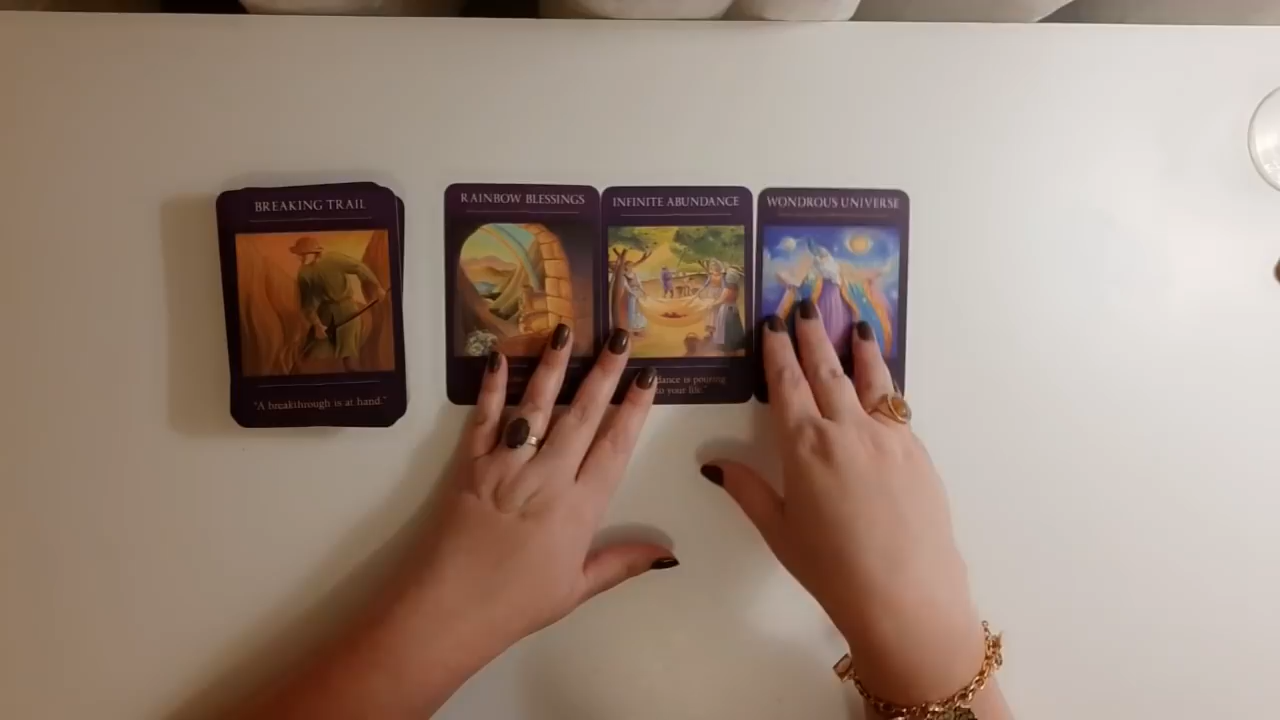 BREAKING TRAIL
"A breakthrough is at hand."
RAINBOW BLESSINGS
INFINITE ABUNDANCE
dance is pouring
to your life."
WONDROUS UNIVERSE